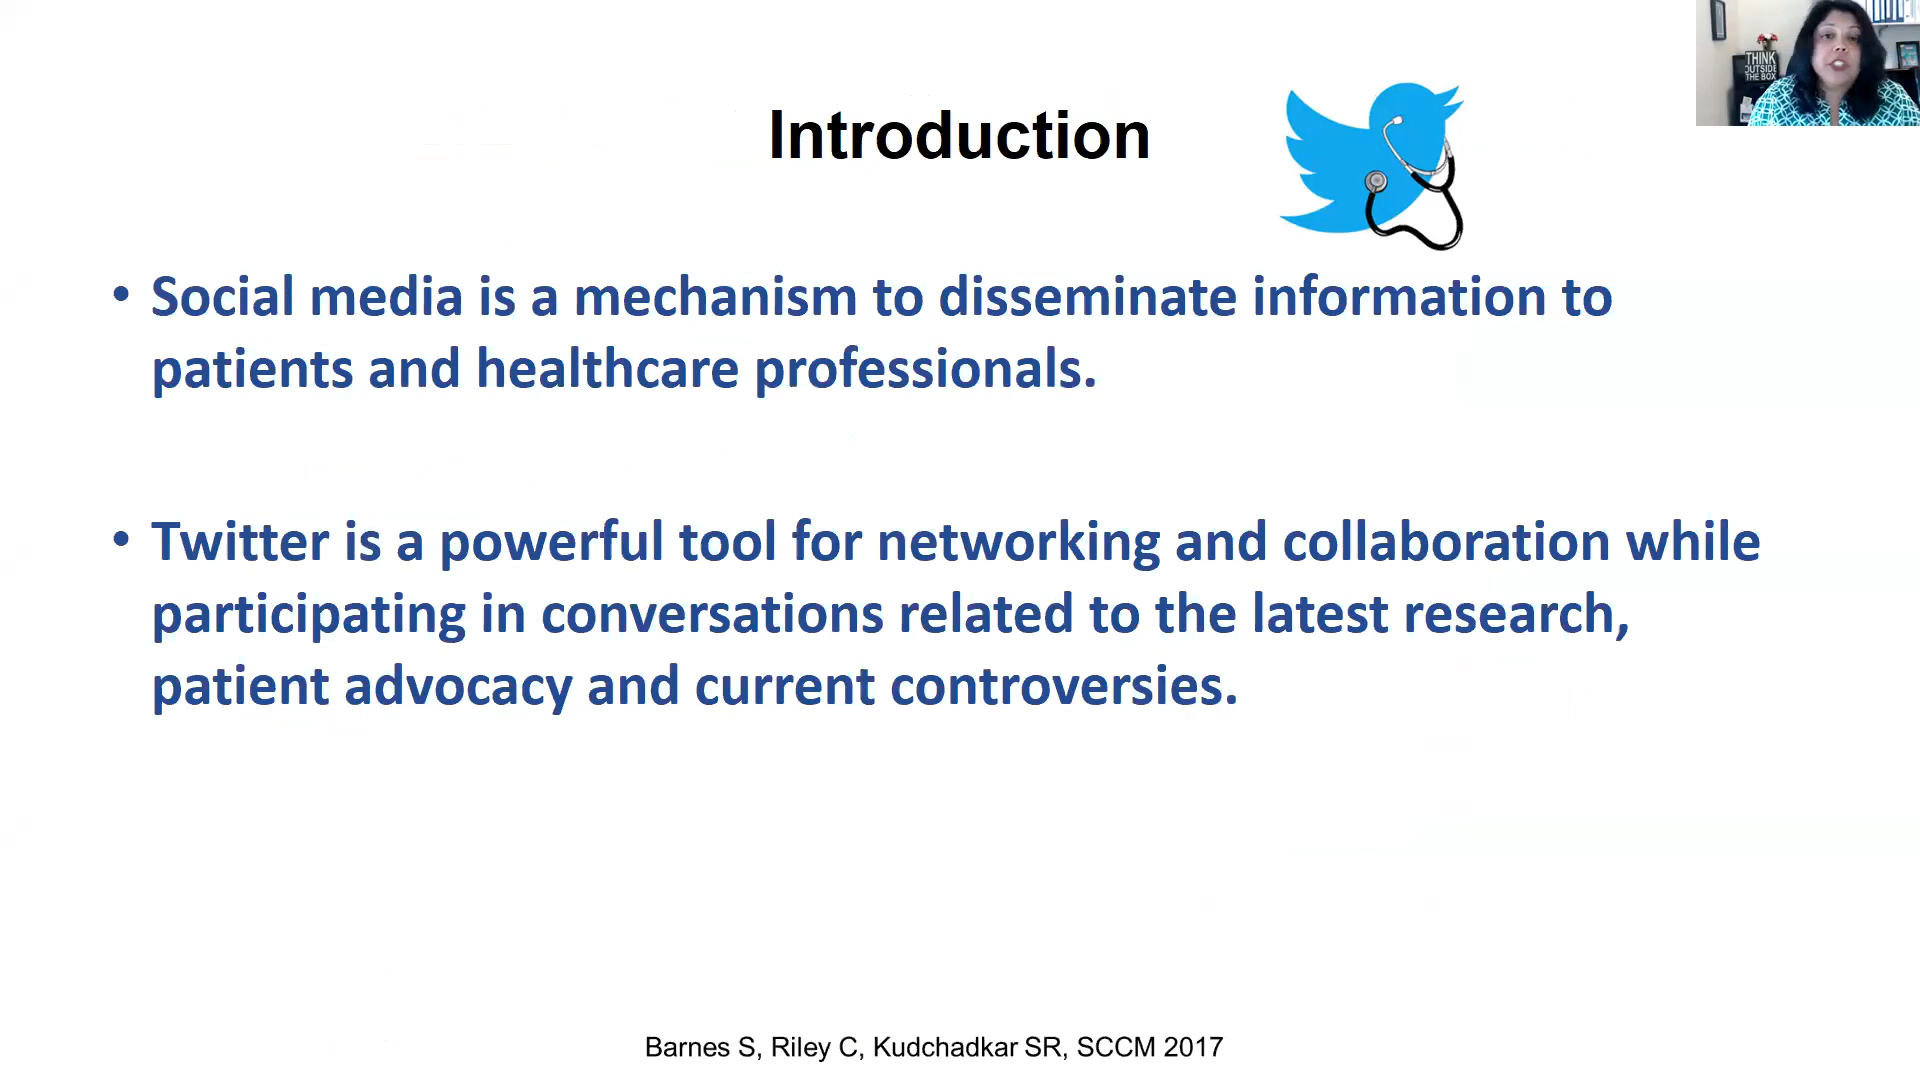 THINK
OUTSIDE
THE BOX
Introduction
• Social media is a mechanism to disseminate information to
patients and healthcare professionals.
• Twitter is a powerful tool for networking and collaboration while
participating in conversations related to the latest research,
patient advocacy and current controversies.
Barnes S, Riley C, Kudchadkar SR, SCCM 2017